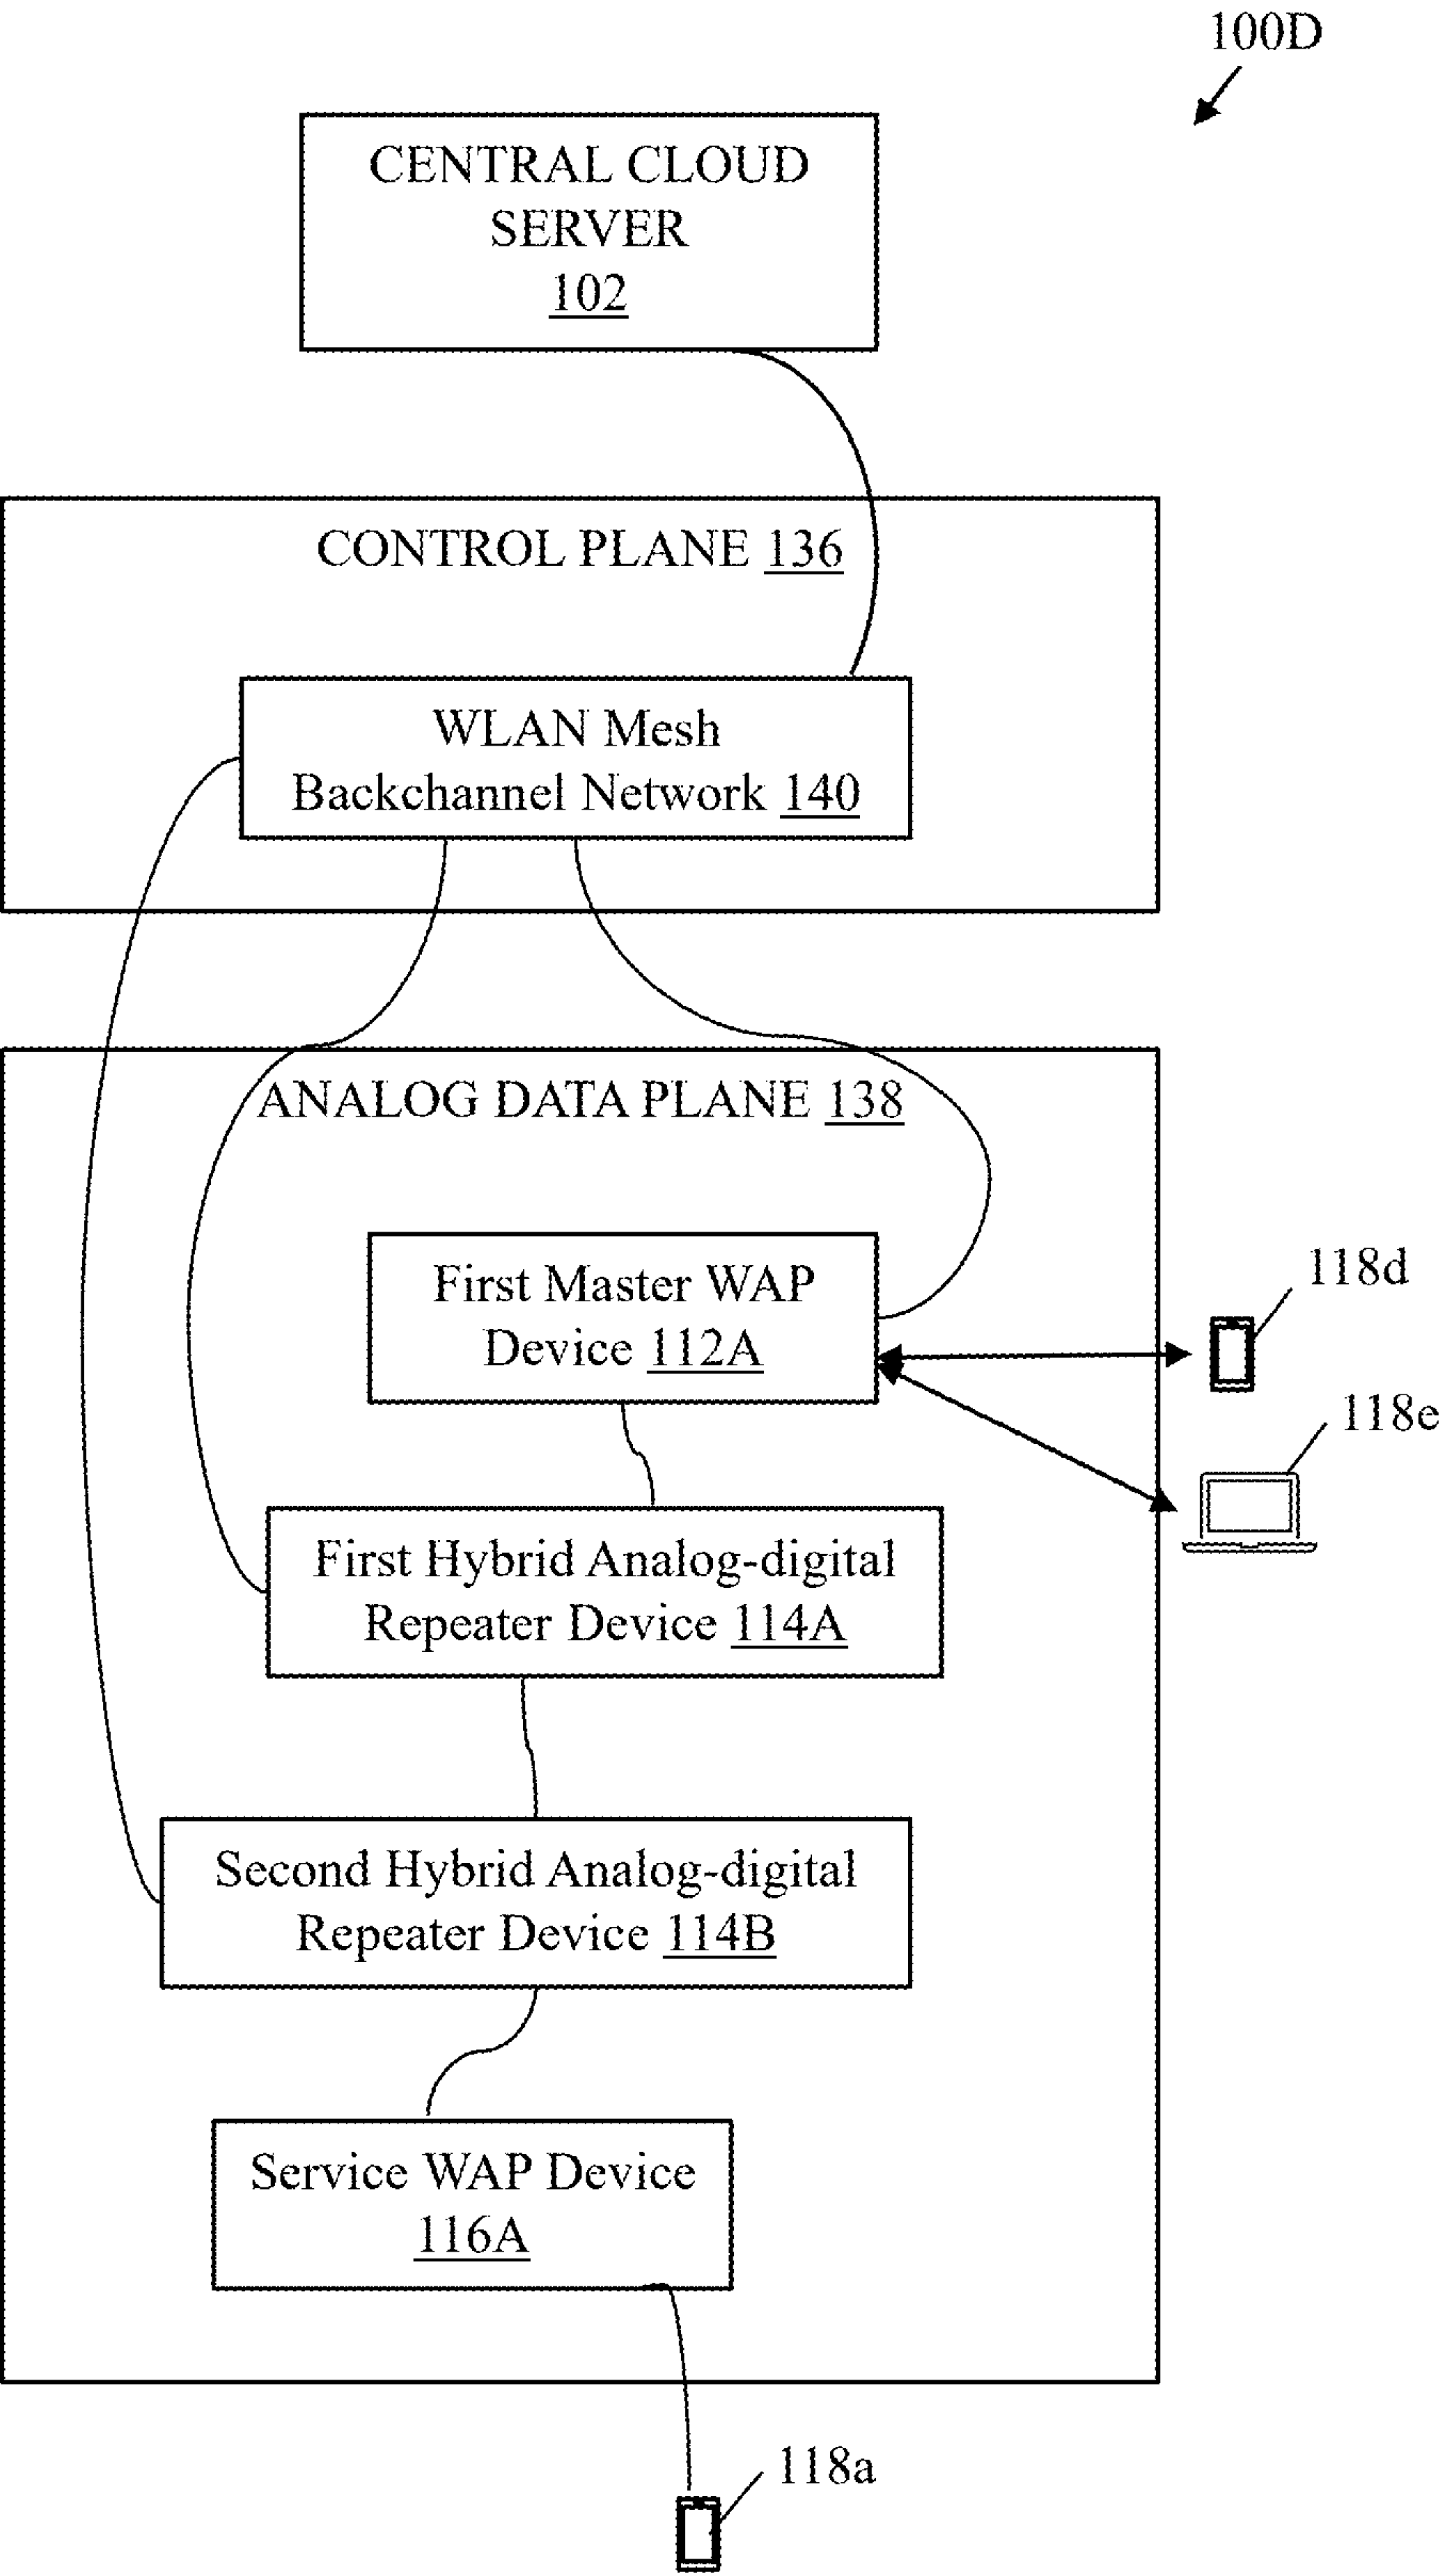 100D
CENTRAL CLOUD
SERVER
102
CONTROL PLANE 136
WLAN Mesh
Backchannel Network 140
ANALOG DATA PLANE 138
First Master WAP
Device 112A
118d
118e
First Hybrid Analog-digital
Repeater Device 114A
Second Hybrid Analog-digital
Repeater Device 114B
Service WAP Device
116A
118a